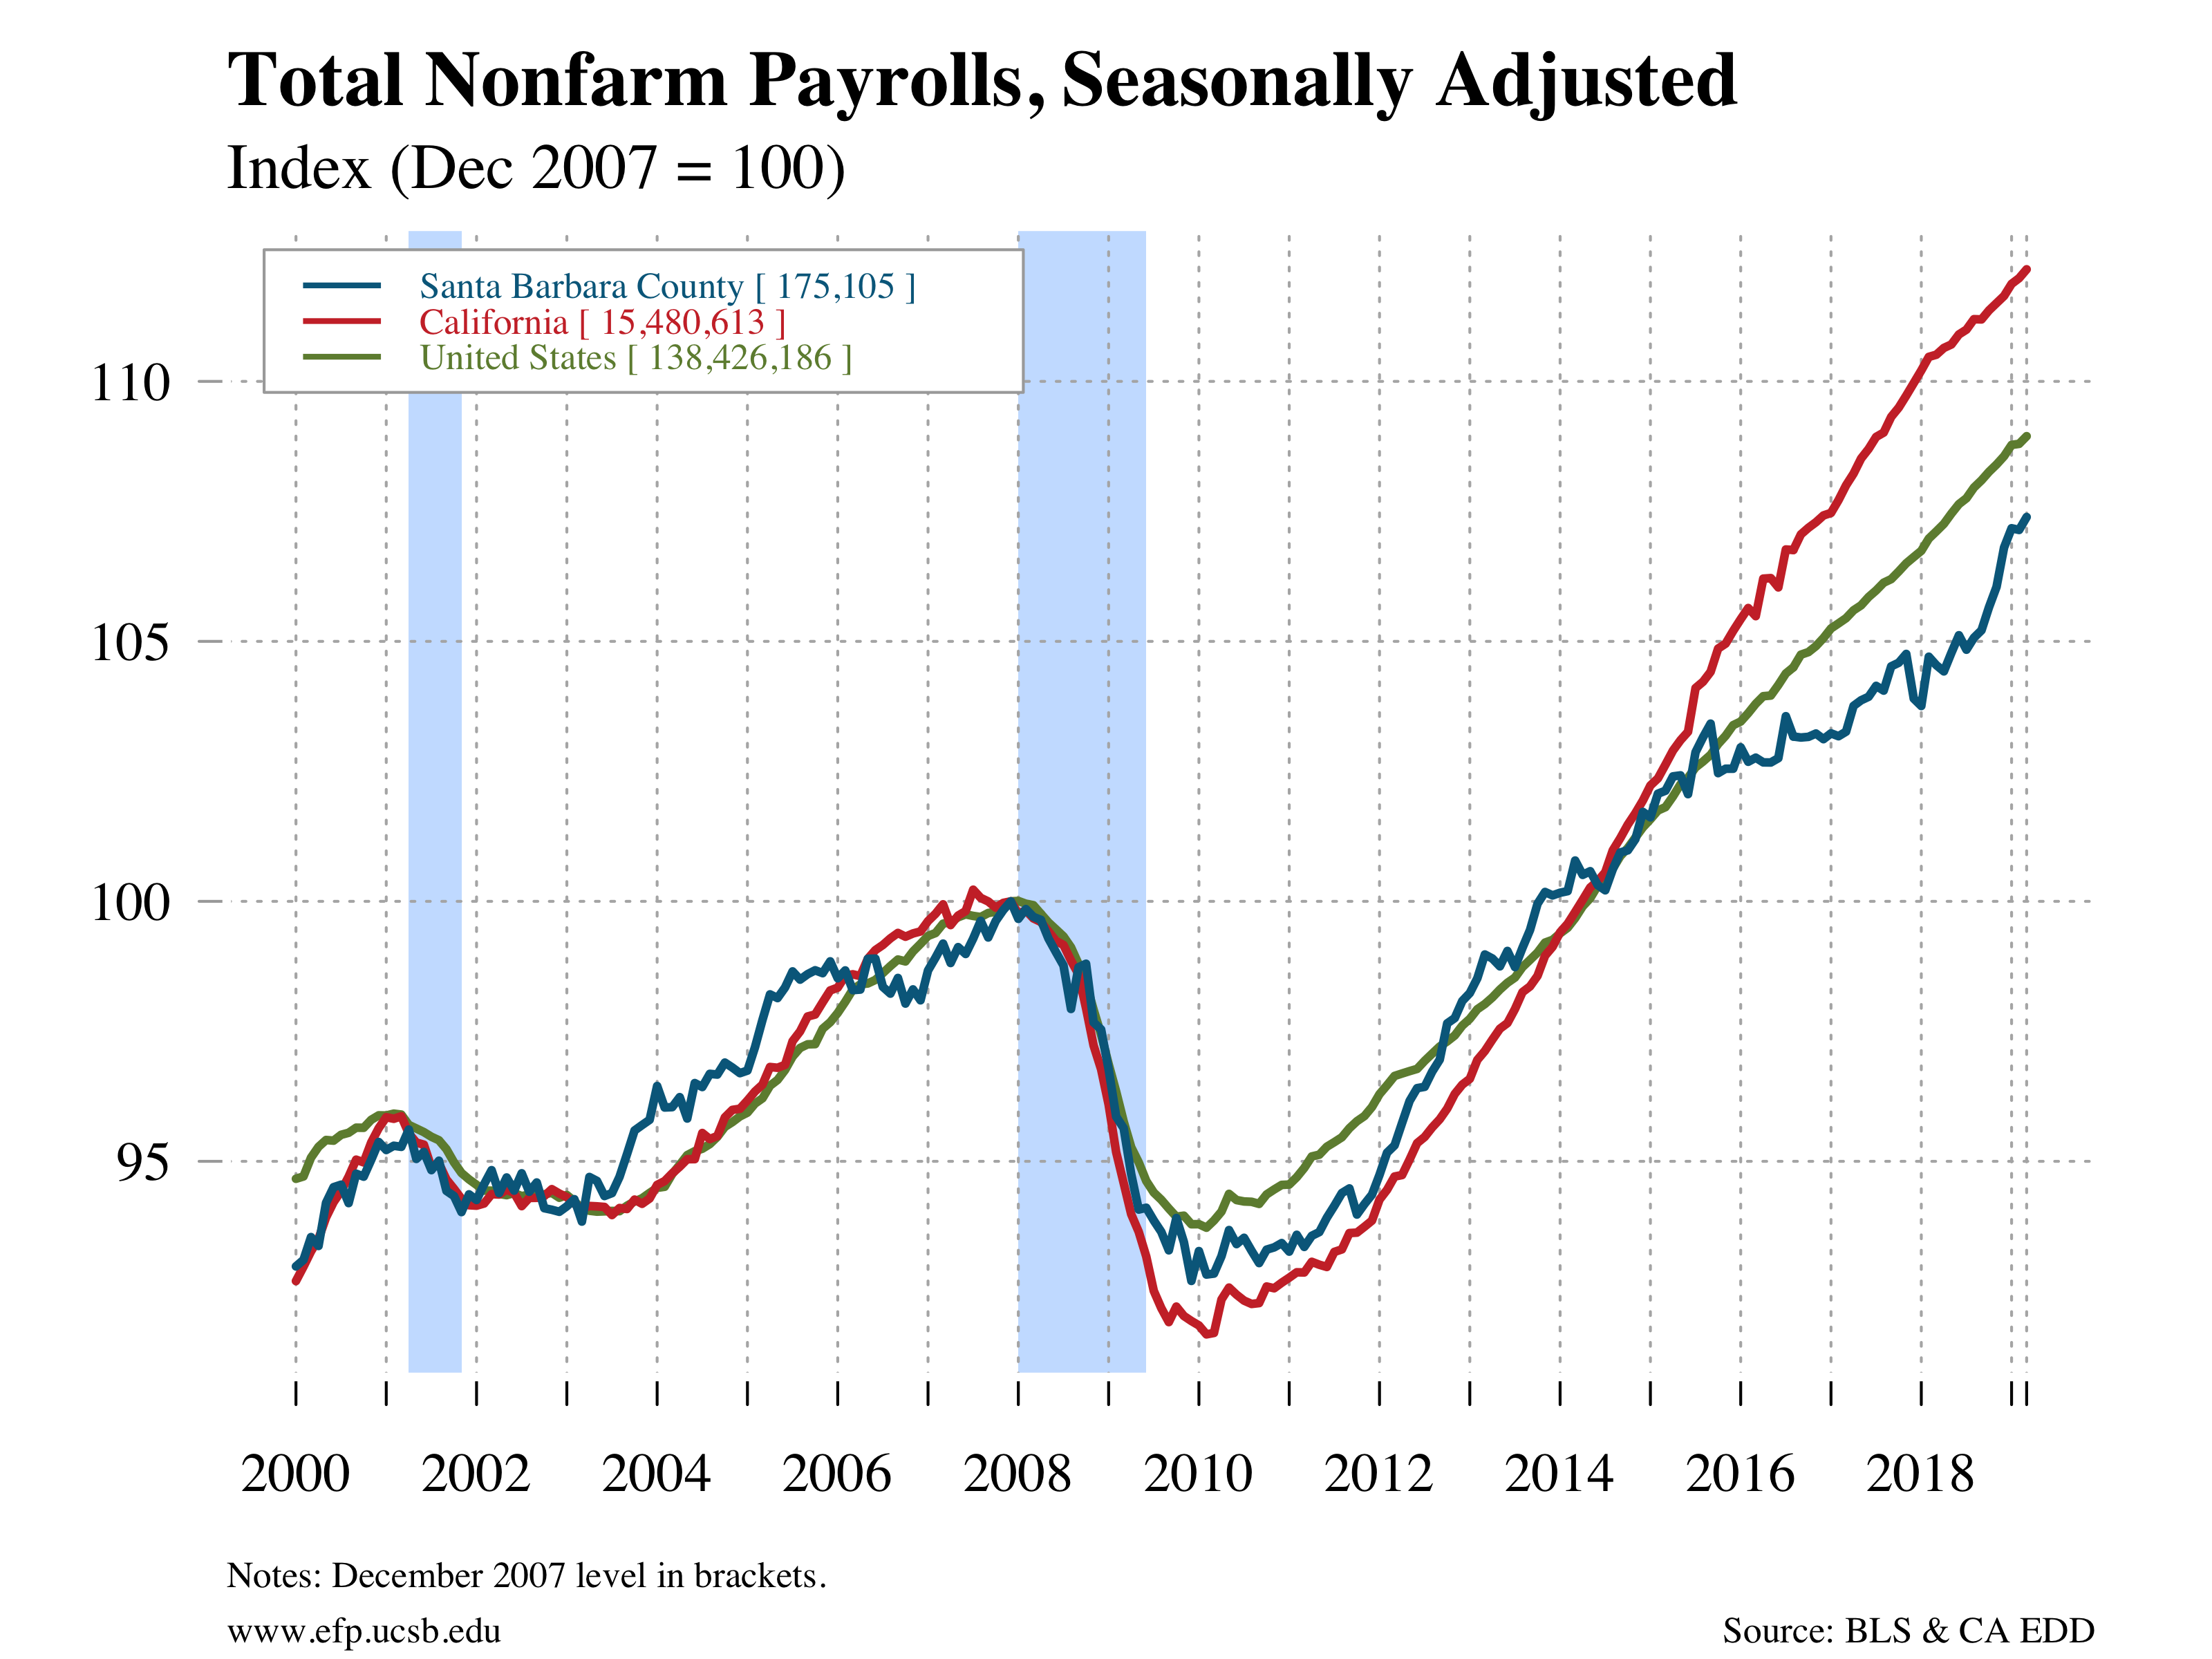 Total Nonfarm Payrolls, Seasonally Adjusted
Index (Dec 2007 = 100)
Santa Barbara County [ 175,105 ]
California [ 15,480,613 ]
United States [ 138,426,186 ]
110
105
100
95
2000 2002 2004 2006 2008 2010 2012 2014 2016 2018
Notes: December 2007 level in brackets.
www.efp.ucsb.edu Source: BLS & CA EDD